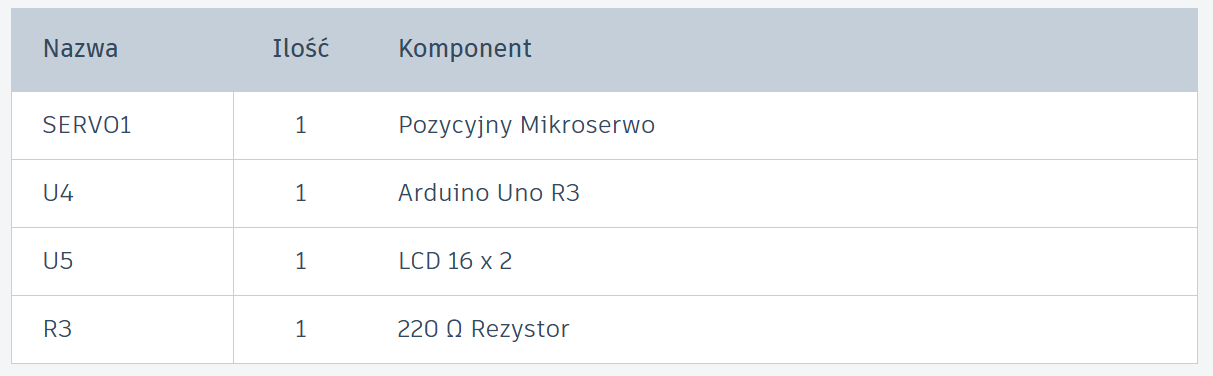 Nazwa Ilość Komponent
SERVO1 1 Pozycyjny Mikroserwo
U4 1 Arduino Uno R3
U5 1 LCD 16 x 2
R3 1 220 Ω Rezystor